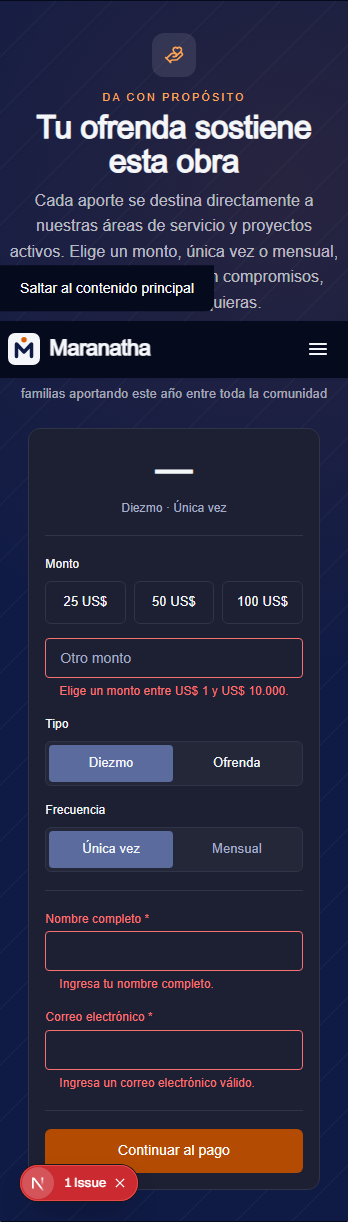 DA CON PROPÓSITO
Tu ofrenda sostiene
esta obra
Cada aporte se destina directamente a
nuestras áreas de servicio y proyectos
activos. Elige un monto, única vez o mensual,
compromisos,
Saltar al contenido principal
quieras.
Maranatha
familias aportando este año entre toda la comunidad
—
Diezmo · Única vez
Monto
25 US$ 50 US$ 100 US$
Otro monto
Elige un monto entre US$ 1 y US$ 10.000.
Tipo
Diezmo Ofrenda
Frecuencia
Única vez Mensual
Nombre completo *
Ingresa tu nombre completo.
Correo electrónico *
Ingresa un correo electrónico válido.
Continuar al pago
N 1 Issue ×